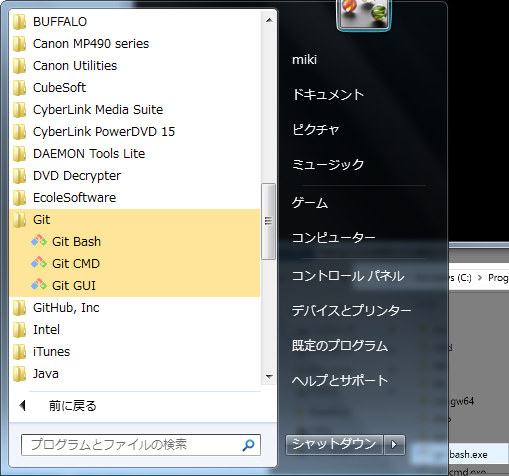 BUFFALO
Canon MP490 series
Canon Utilities
CubeSoft
CyberLink Media Suite
CyberLink PowerDVD 15
DAEMON Tools Lite
DVD Decrypter
EcoleSoftware
Git
Git Bash
Git CMD
Git GUI
GitHub, Inc
Intel
iTunes
Java
前に戻る
プログラムとファイルの検索
miki
ドキュメント
ピクチャ
ミュージック
ゲーム
コンピューター
コントロール パネル
デバイスとプリンター
既定のプログラム
ヘルプとサポート
シャットダウン
(C:) Prog
gw64
bash.exe
cmd.exe